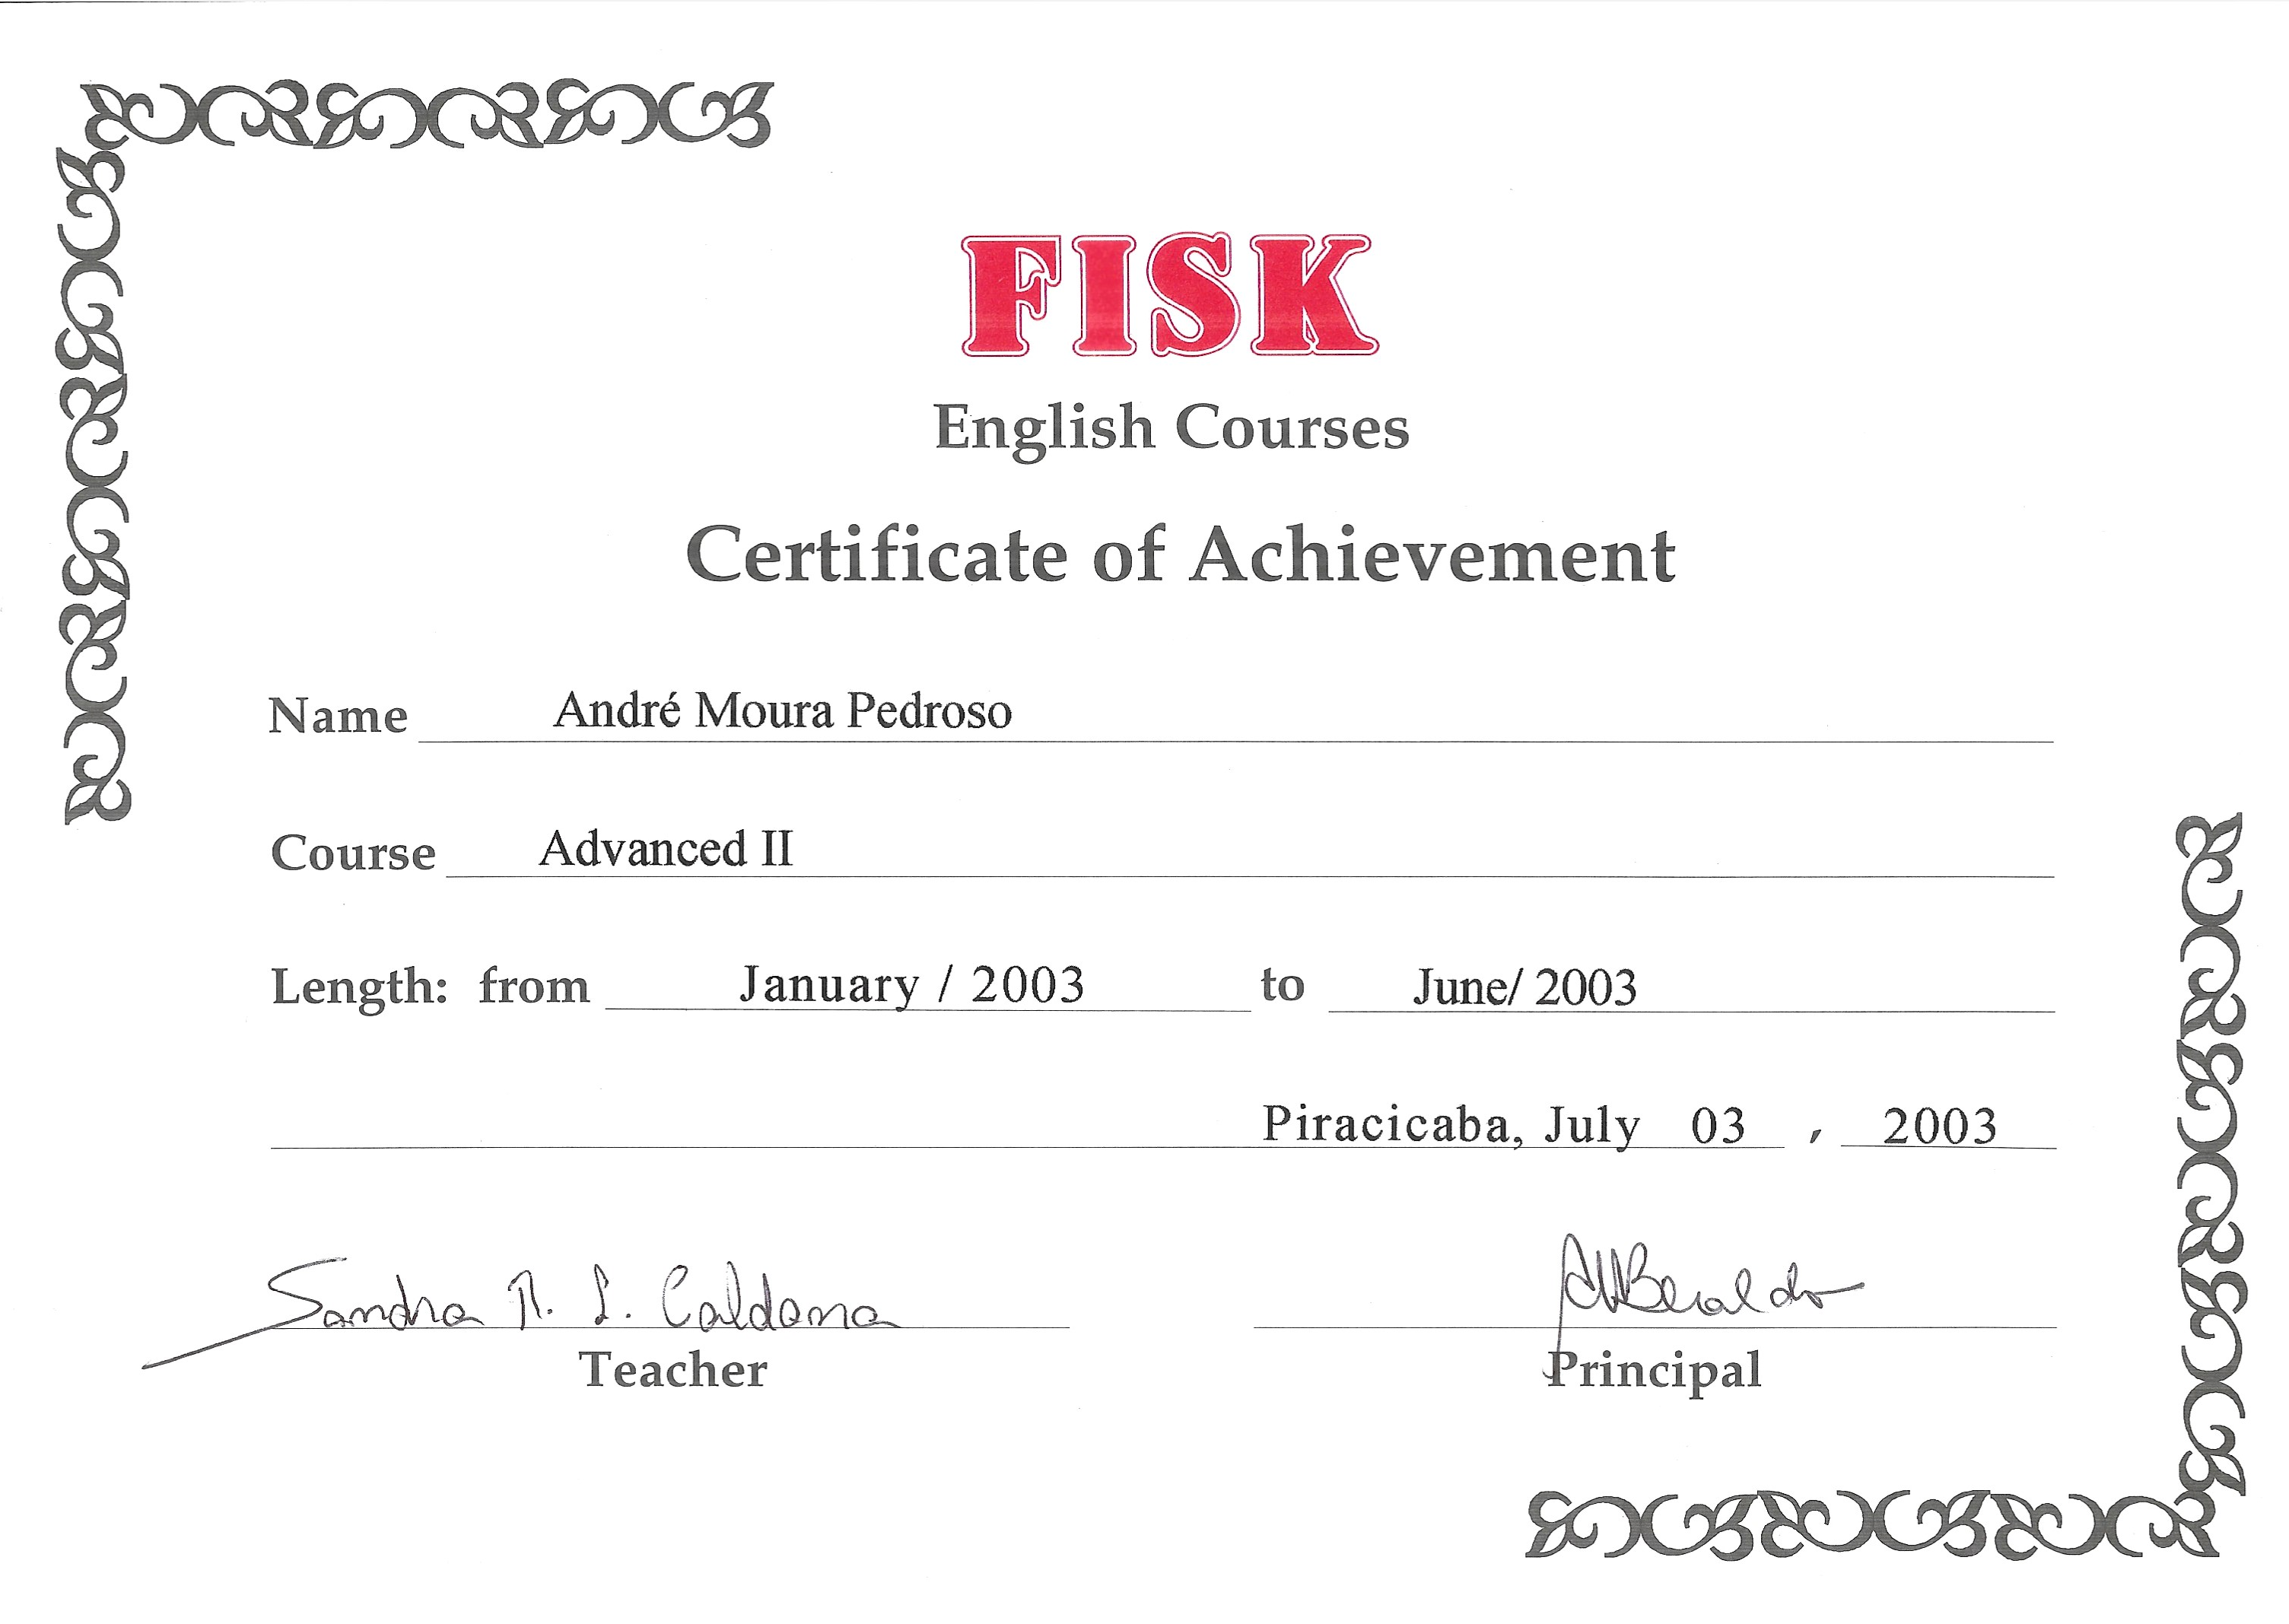 FISK
English Courses
Certificate of Achievement
Name André Moura Pedroso
Course Advanced II
Length: from January / 2003 to June/ 2003
Piracicaba, July 03 , 2003
Sandra R. L. Caldana
Teacher Principal